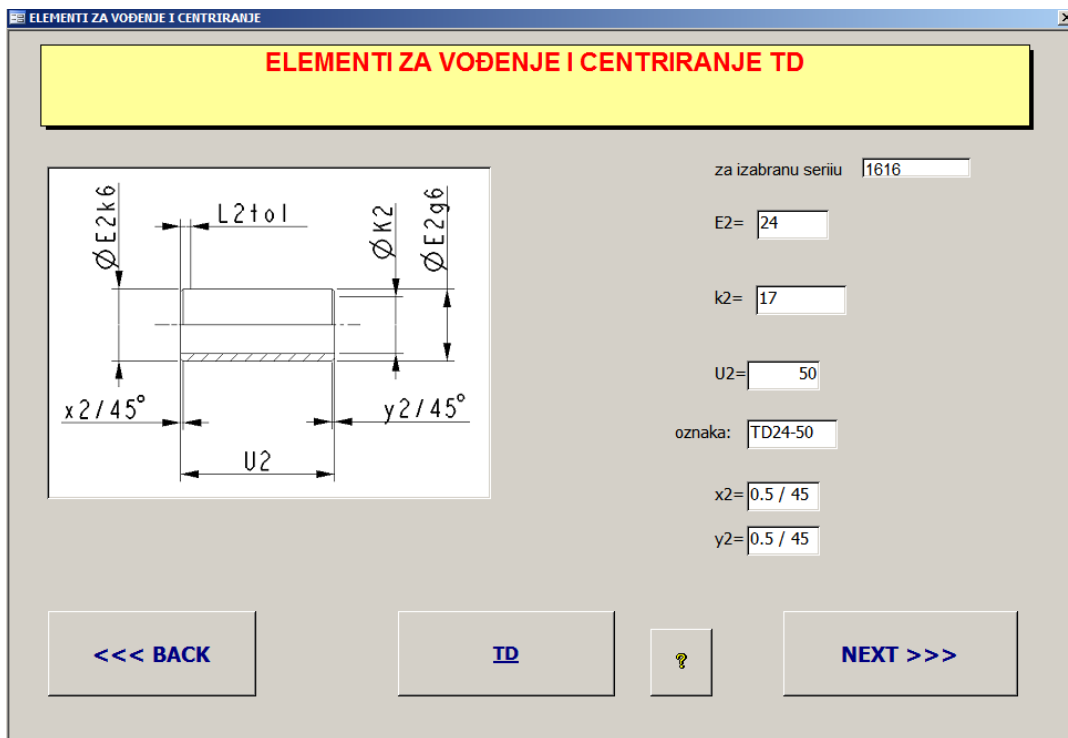 ELEMENTI ZA VOĐENJE I CENTRIRANJE
ELEMENTI ZA VOĐENJE I CENTRIRANJE TD
ØE2k6
L2tol
ØK2
ØE2g6
x2/45°
y2/45°
U2
za izabranu seriiu 1616
E2= 24
k2= 17
U2= 50
oznaka: TD24-50
x2= 0.5 / 45
y2= 0.5 / 45
<<< BACK
TD
?
NEXT >>>